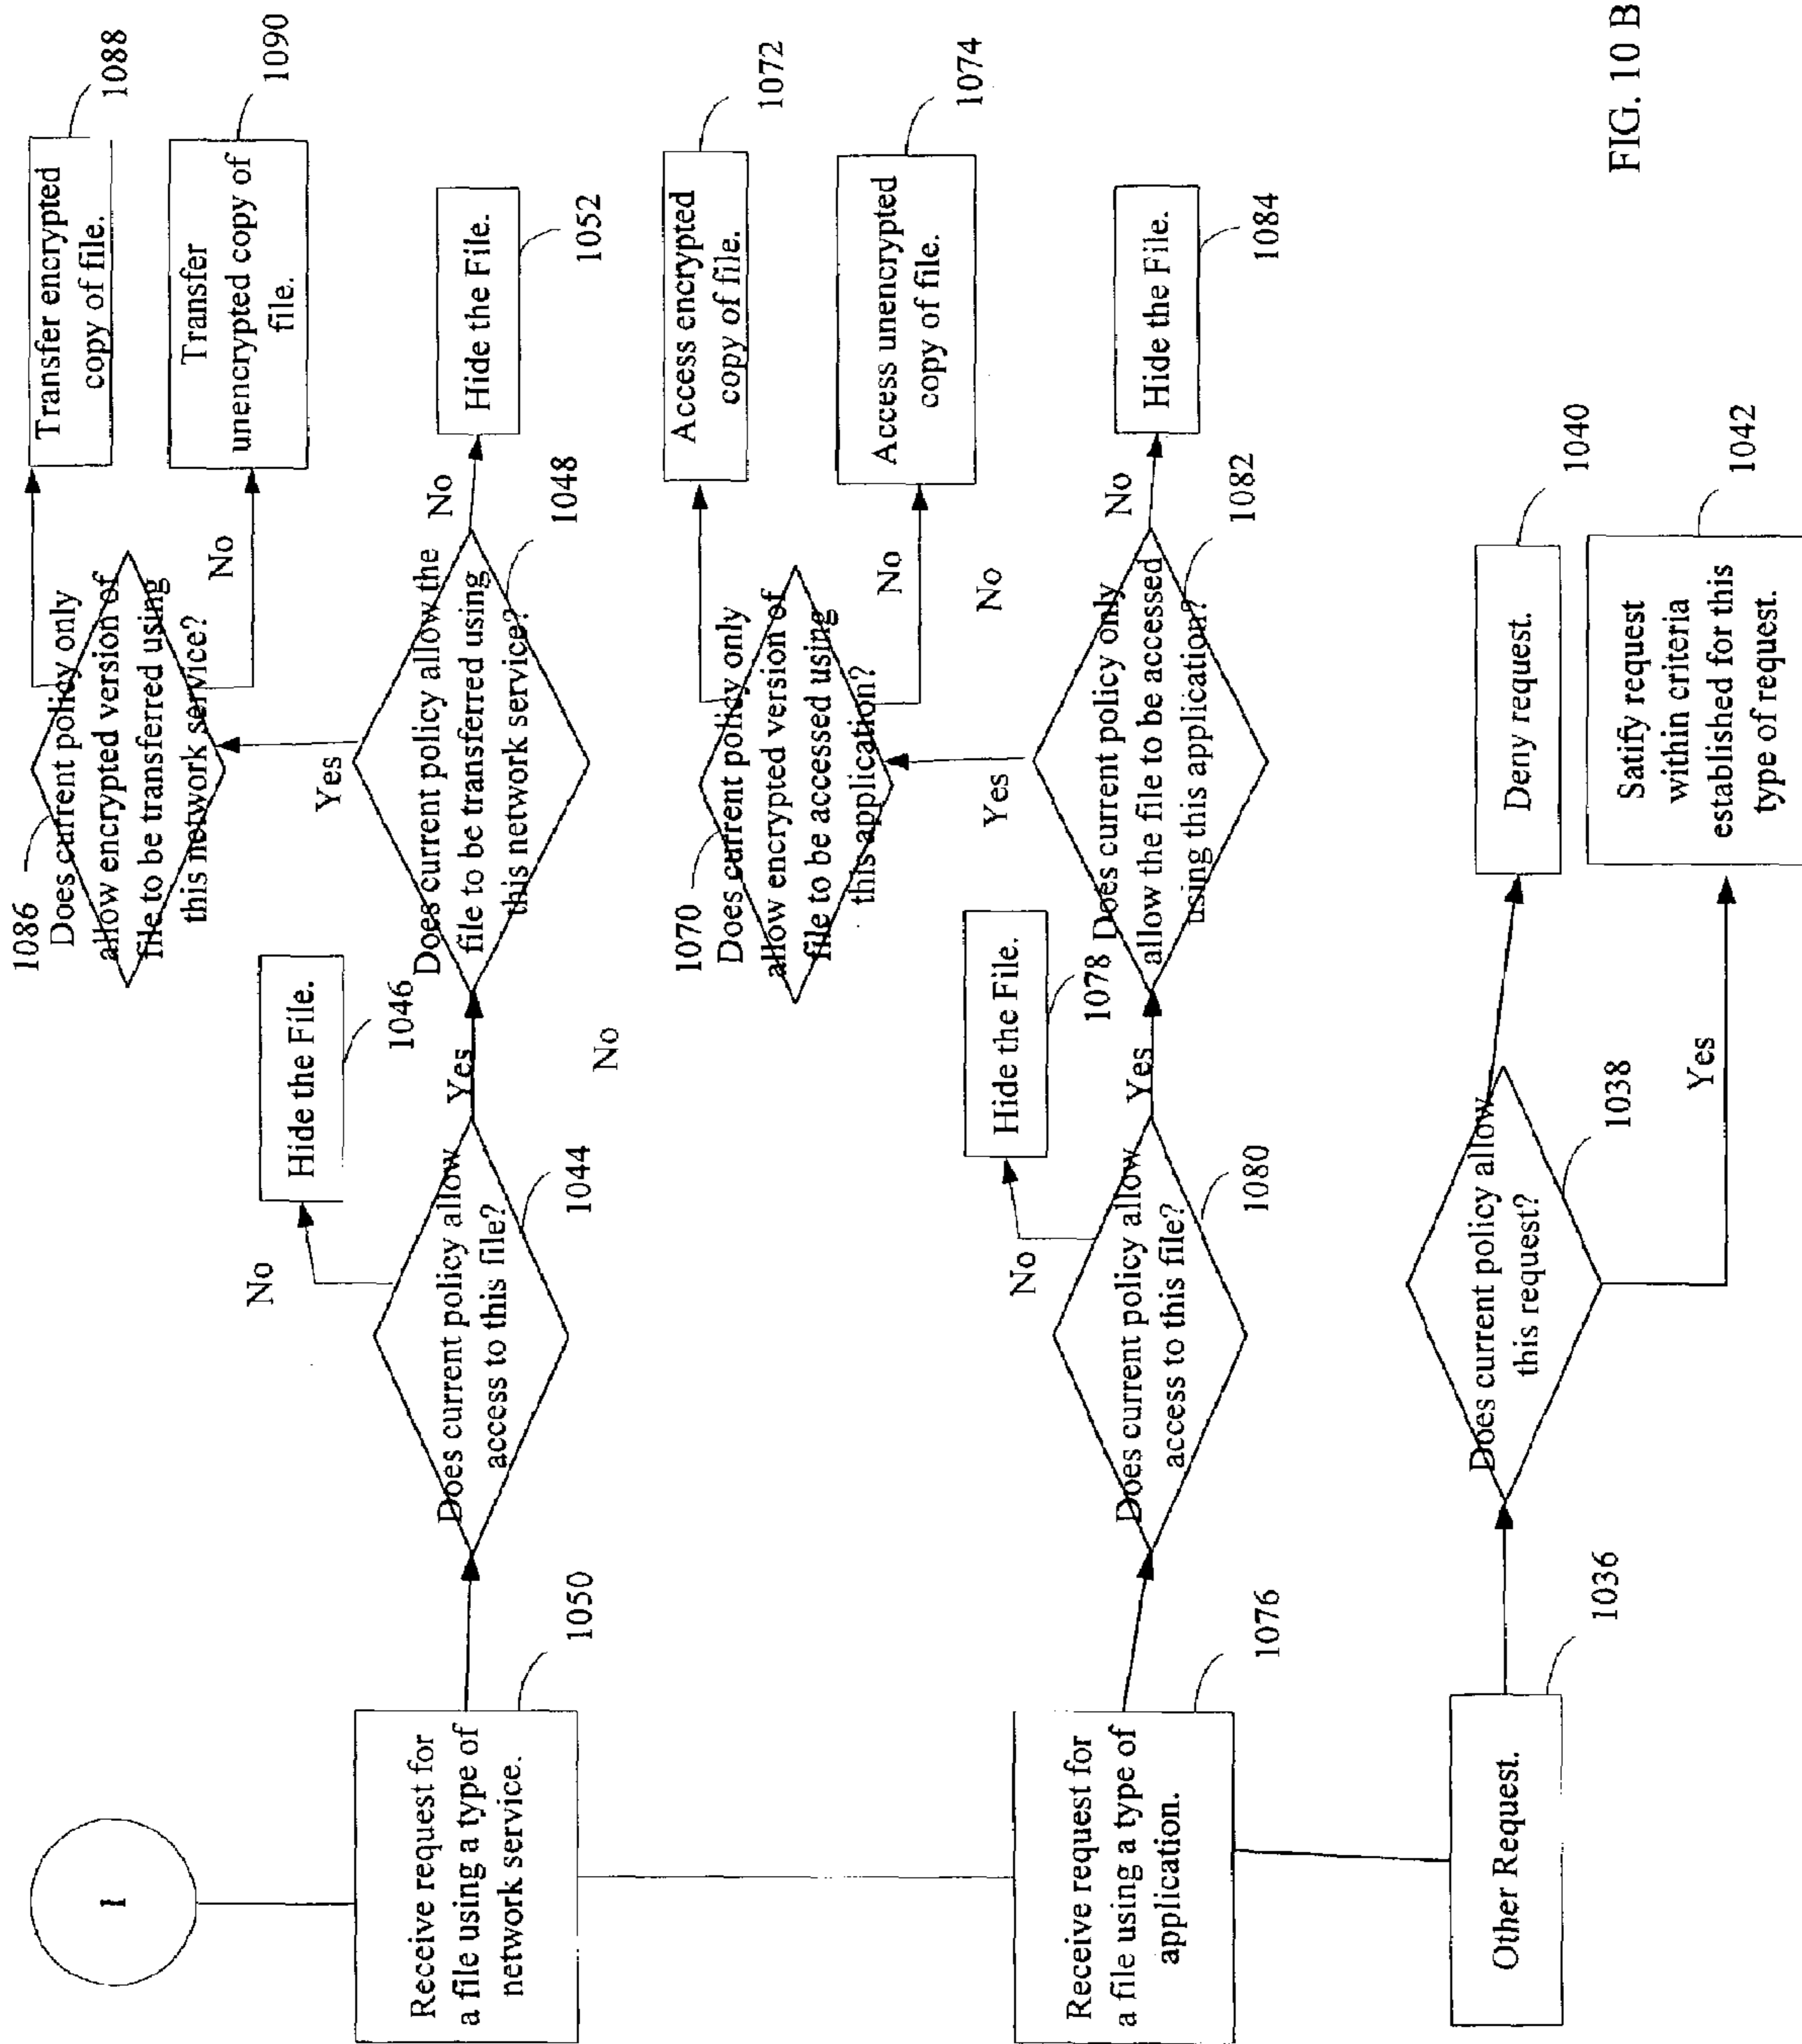 1
Receive request for
a file using a type of
network service.
1050
Does current policy allow
access to this file?
1044
No
Hide the File.
1046
Yes
Does current policy allow the
file to be transferred using
this network service?
1048
No
Hide the File.
1052
Yes
1086
Does current policy only
allow encrypted version of
file to be transferred using
this network service?
Transfer encrypted
copy of file.
1088
No
Transfer
unencrypted copy of
file.
1090
No
Receive request for
a file using a type of
application.
1076
Does current policy allow
access to this file?
1080
No
Hide the File.
1078
Yes
Does current policy only
allow the file to be accessed
using this application?
1082
No
Hide the File.
1084
Yes
1070
Does current policy only
allow encrypted version of
file to be accessed using
this application?
Access encrypted
copy of file.
1072
No
Access unencrypted
copy of file.
1074
No
Other Request.
1036
Does current policy allow
this request?
1038
Deny request.
1040
Yes
Satify request
within criteria
established for this
type of request.
1042
FIG. 10 B